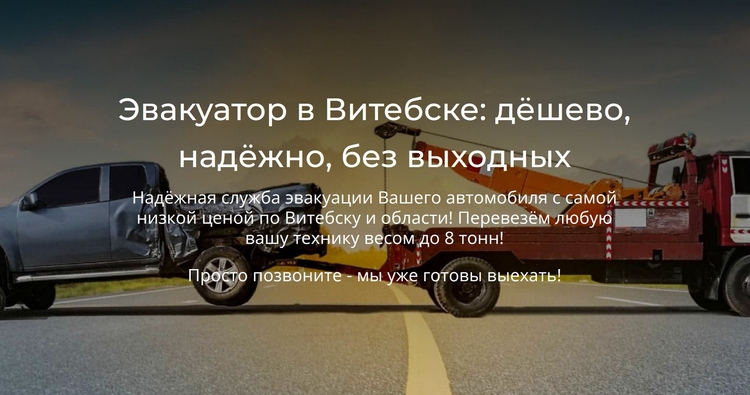 Эвакуатор в Витебске: дёшево,
надёжно, без выходных
Надёжная служба эвакуации Вашего автомобиля с самой
низкой ценой по Витебску и области! Перевезём любую
вашу технику весом до 8 тонн!
Просто позвоните - мы уже готовы выехать!